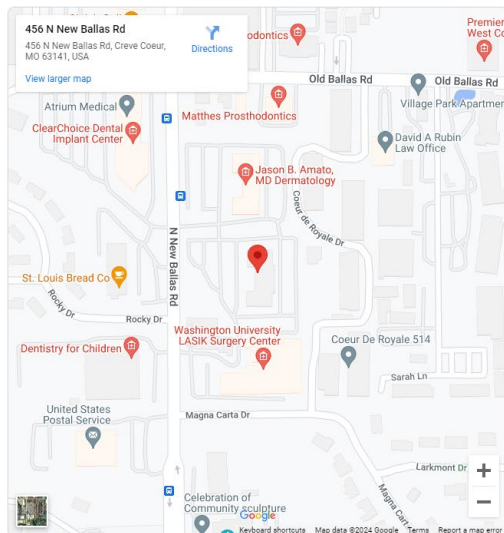 456 N New Ballas Rd
456 N New Ballas Rd, Creve Coeur,
MO 63141, USA
Directions
View larger map
odontics
Premier
West Co
Old Ballas Rd
Old Ballas Rd
Village Park Apartment
Atrium Medical
Matthes Prosthodontics
ClearChoice Dental
Implant Center
David A Rubin
Law Office
Jason B. Amato,
MD Dermatology
Coeur de Royale Dr
N New Ballas Rd
St. Louis Bread Co
Rocky Dr
Rocky Dr
Washington University
LASIK Surgery Center
Dentistry for Children
Coeur De Royale 514
Sarah Ln
United States
Postal Service
Magna Carta Dr
Larkmont Dr
Magna Car
Celebration of
Community sculpture
Google
Keyboard shortcuts
Map data ©2024 Google
Terms
Report a map error